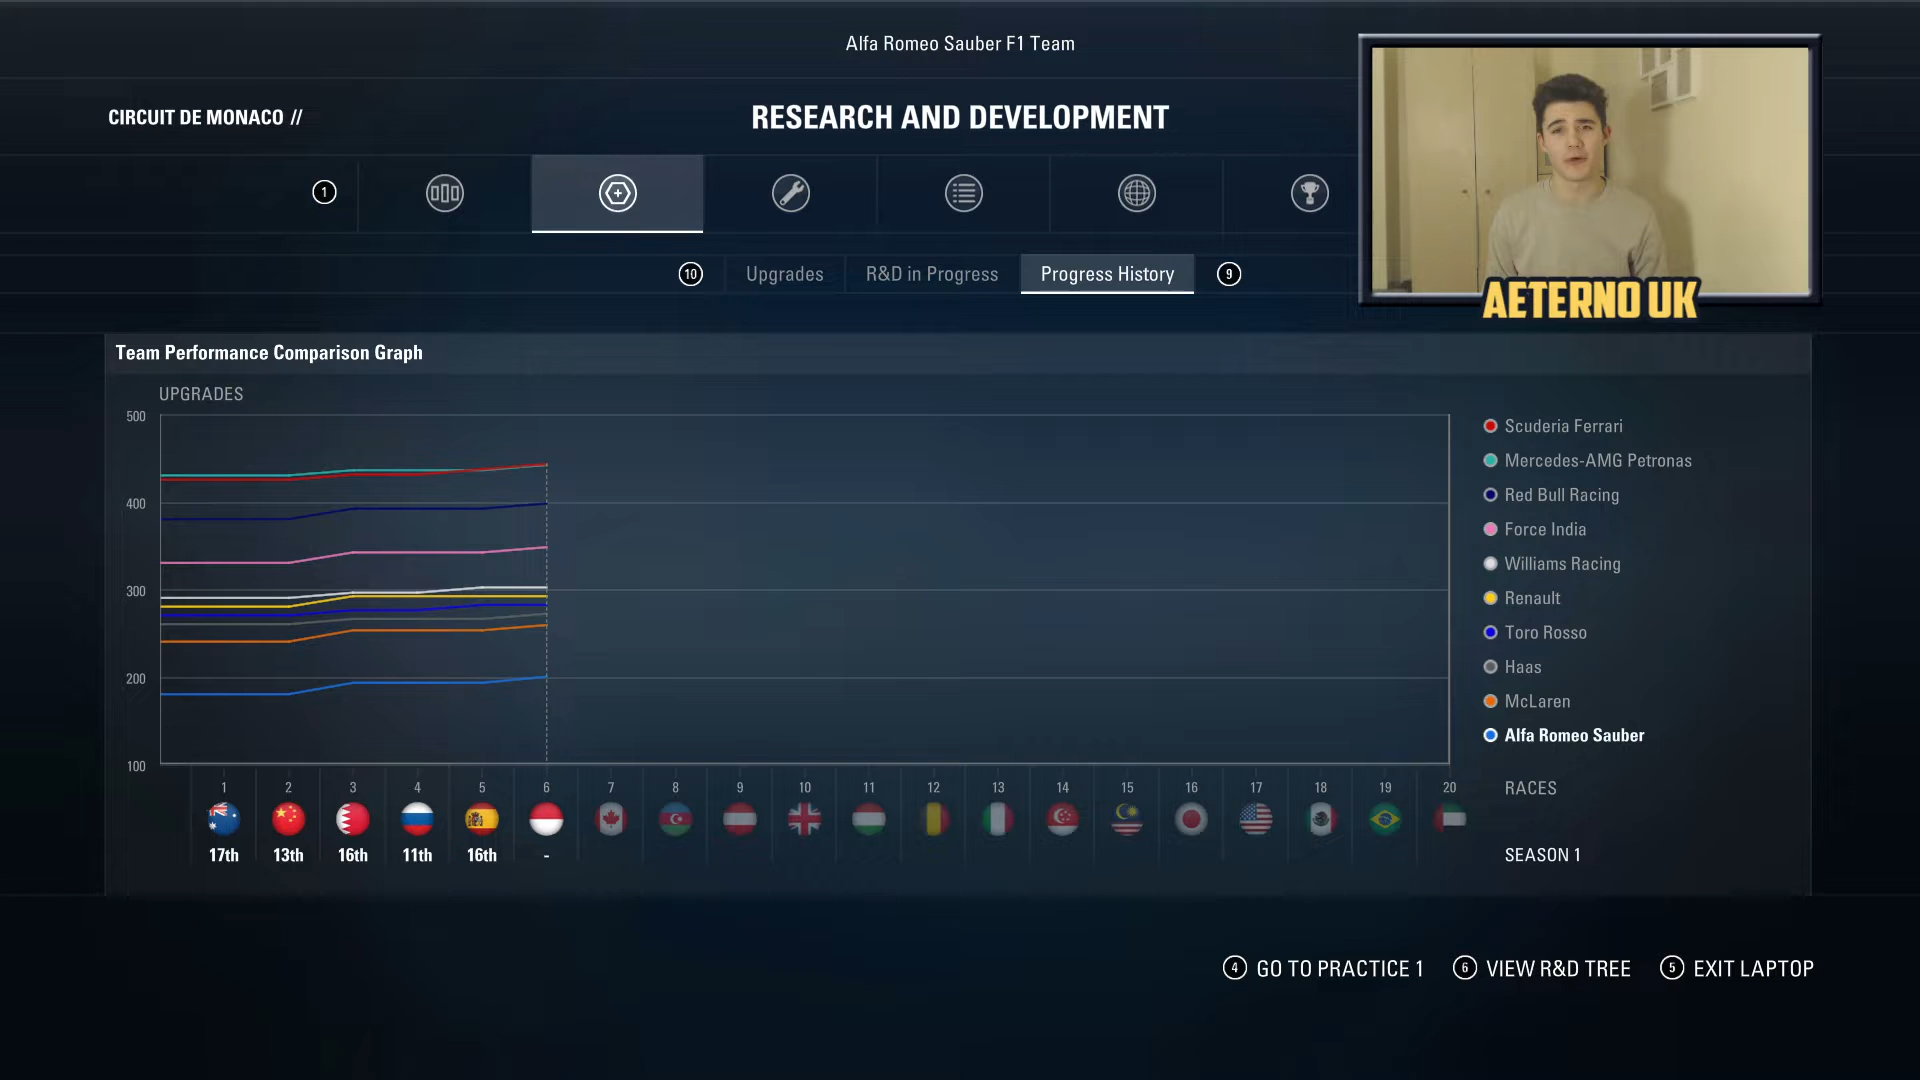 Alfa Romeo Sauber F1 Team
CIRCUIT DE MONACO //
RESEARCH AND DEVELOPMENT
1
10 Upgrades R&D in Progress Progress History 9
AETERNO UK
Team Performance Comparison Graph
UPGRADES
500
400
300
200
100
Scuderia Ferrari
Mercedes-AMG Petronas
Red Bull Racing
Force India
Williams Racing
Renault
Toro Rosso
Haas
McLaren
Alfa Romeo Sauber
1 2 3 4 5 6 7 8 9 10 11 12 13 14 15 16 17 18 19 20 RACES
17th 13th 16th 11th 16th - SEASON 1
4 GO TO PRACTICE 1 6 VIEW R&D TREE 5 EXIT LAPTOP